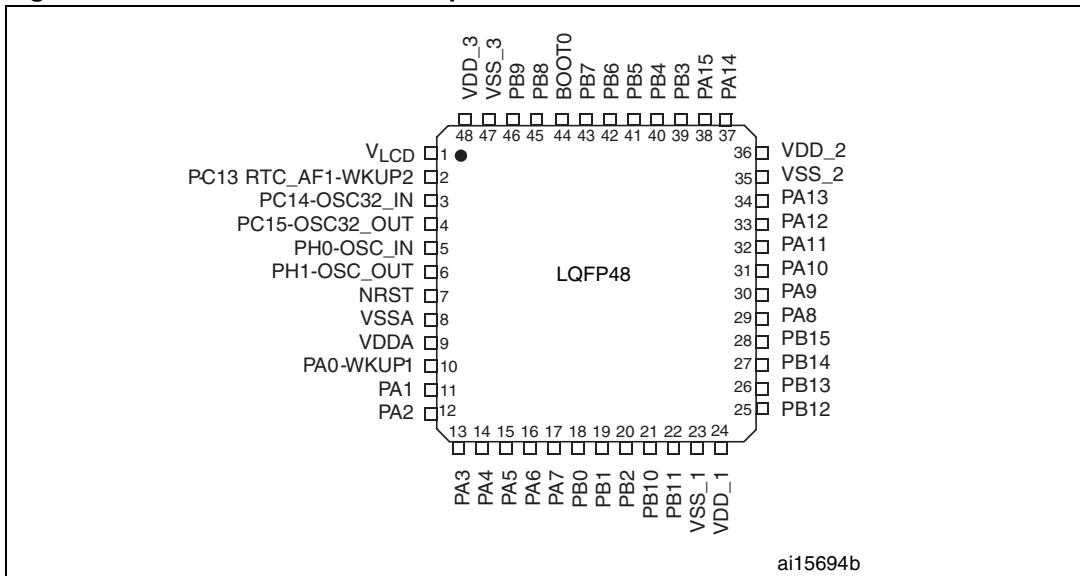 VDD_3
VSS_3
PB9
PB8
BOOT0
PB7
PB6
PB5
PB4
PB3
PA15
PA14
48 47 46 45 44 43 42 41 40 39 38 37
VLCD 1
PC13 RTC_AF1-WKUP2 2
PC14-OSC32_IN 3
PC15-OSC32_OUT 4
PH0-OSC_IN 5
PH1-OSC_OUT 6
NRST 7
VSSA 8
VDDA 9
PA0-WKUP1 10
PA1 11
PA2 12
LQFP48
36 VDD_2
35 VSS_2
34 PA13
33 PA12
32 PA11
31 PA10
30 PA9
29 PA8
28 PB15
27 PB14
26 PB13
25 PB12
13 14 15 16 17 18 19 20 21 22 23 24
PA3
PA4
PA5
PA6
PA7
PB0
PB1
PB2
PB10
PB11
VSS_1
VDD_1
ai15694b